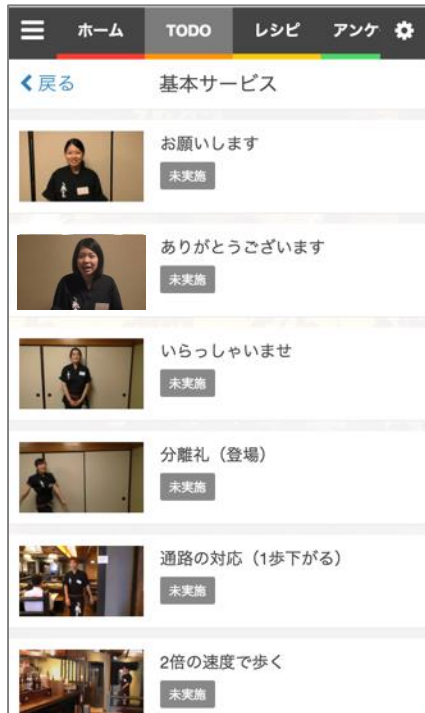 ホーム TODO レシピ アンケ
戻る 基本サービス
お願いします
未実施
ありがとうございます
未実施
いらっしゃいませ
未実施
分離礼（登場）
未実施
通路の対応（1歩下がる）
未実施
2倍の速度で歩く
未実施